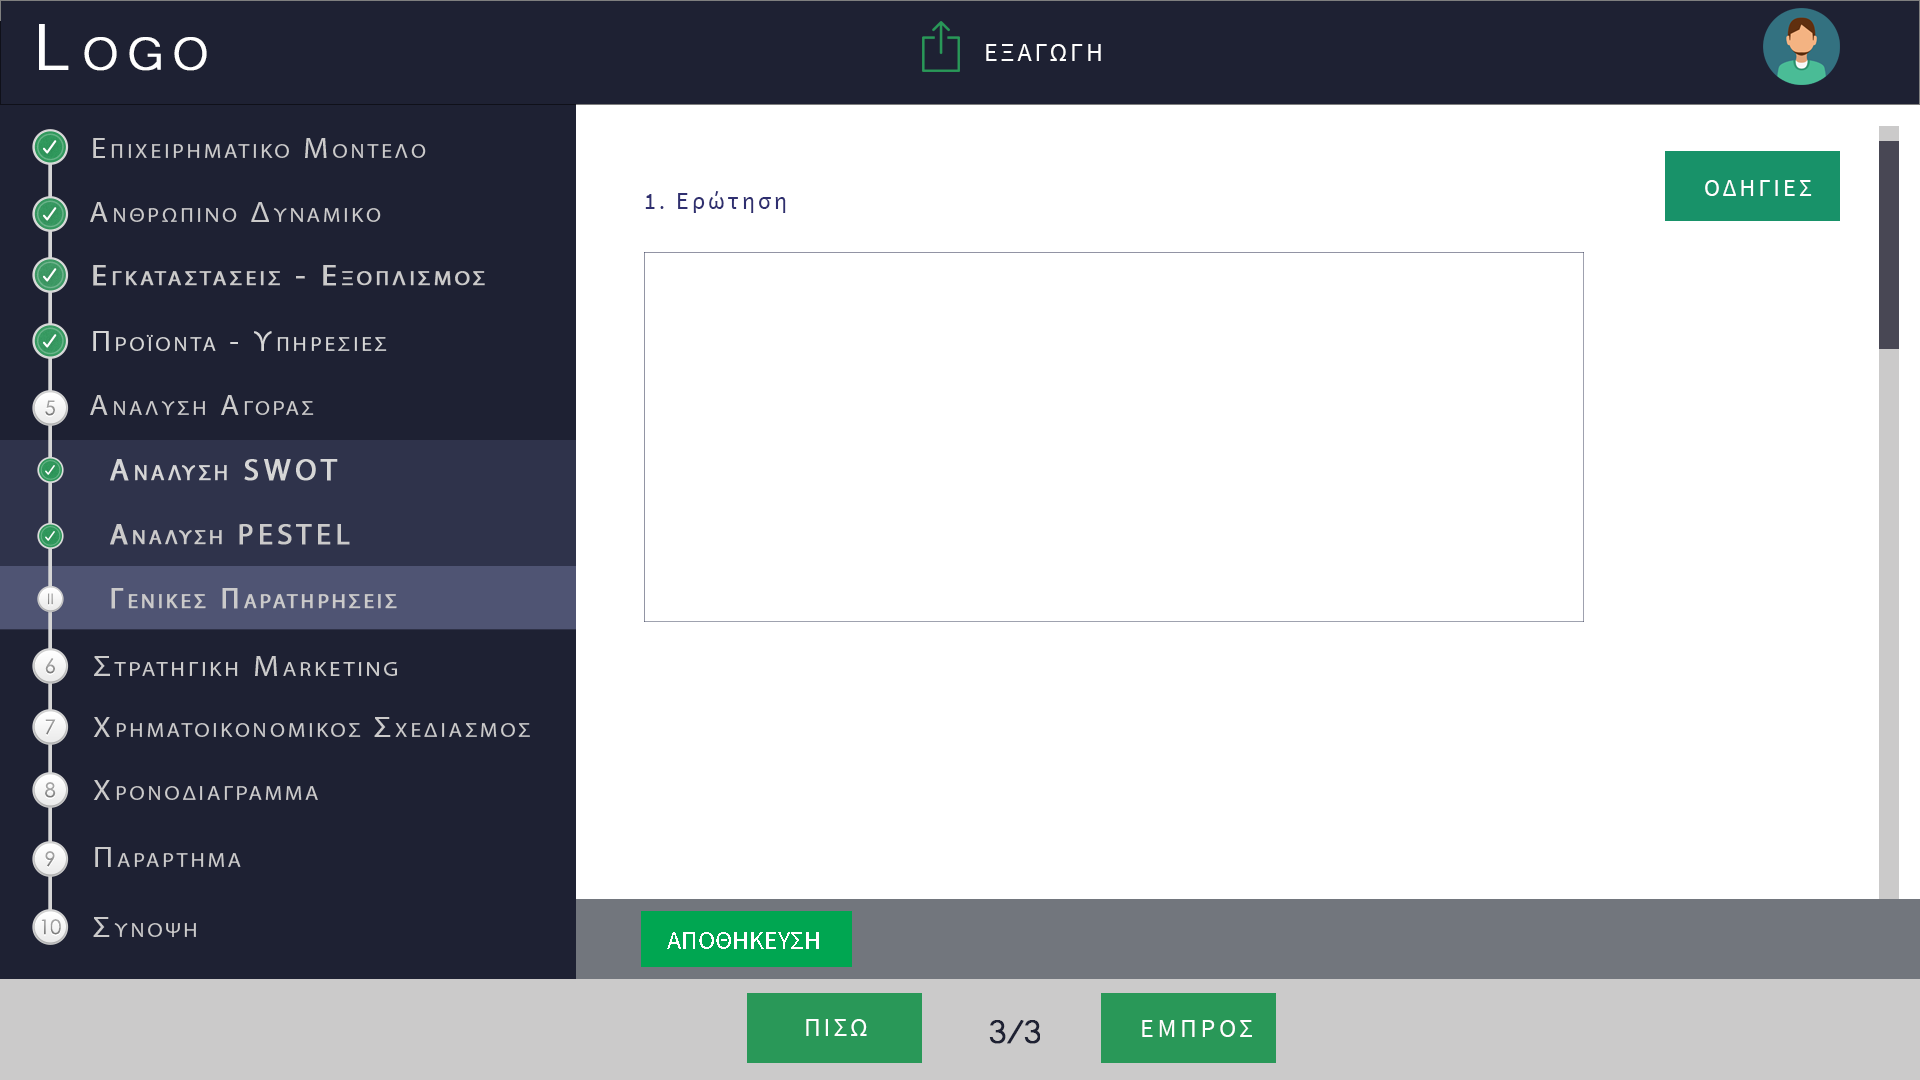 Logo
ΕΞΑΓΩΓΗ
Επιχειρηματικο Μοντελο
Ανθρωπινο Δυναμικο
Εγκαταστασεις - Εξοπλισμος
Προϊοντα - Υπηρεσιες
5 Αναλυση Αγορας
Αναλυση SWOT
Αναλυση PESTEL
II Γενικες Παρατηρησεις
6 Στρατηγικη Marketing
7 Χρηματοικονομικος Σχεδιασμος
8 Χρονοδιαγραμμα
9 Παραρτημα
10 Συνοψη
1. Ερώτηση
ΟΔΗΓΙΕΣ
ΑΠΟΘΗΚΕΥΣΗ
ΠΙΣΩ
3/3
ΕΜΠΡΟΣ